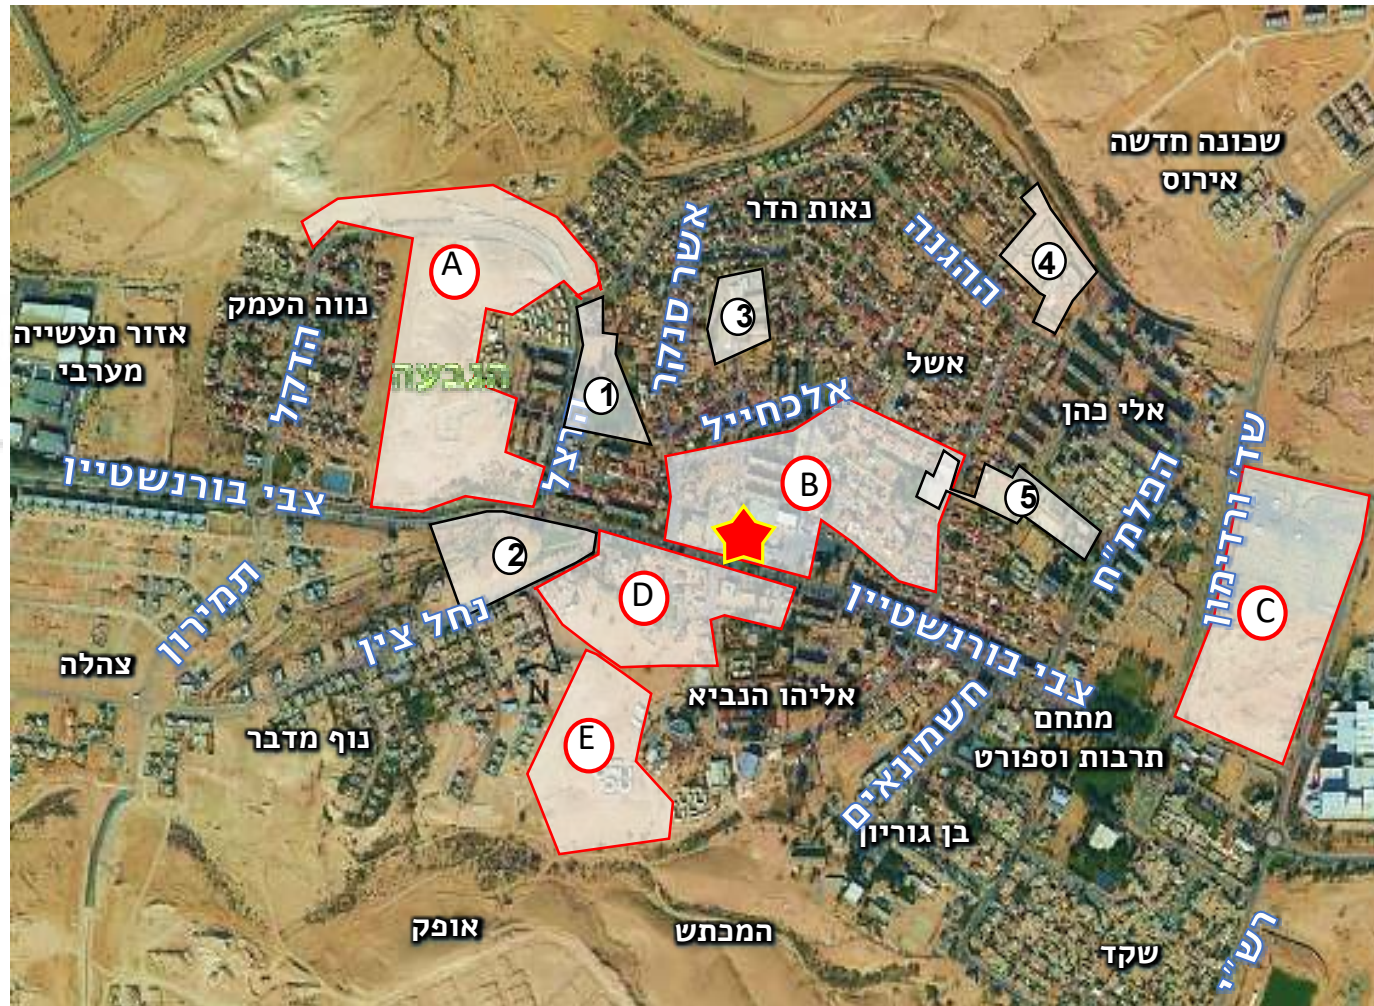 שכונה חדשה
אירוס
נאות הדר
אשר סנקר
ההגנה
4
A
נווה העמק
3
אזור תעשייה
מערבי
הדקל
הגבעה
אשל
1
אלכחייל
אלי כהן
הרצל
שד' ורדימון
צבי בורנשטיין
B
5
הפלמ"ח
2
תמירון
נחל צין
D
צבי בורנשטיין
C
צהלה
N
אליהו הנביא
חשמונאים
מתחם
תרבות וספורט
נוף מדבר
E
בן גוריון
אופק
המכתש
שקד
רש"י